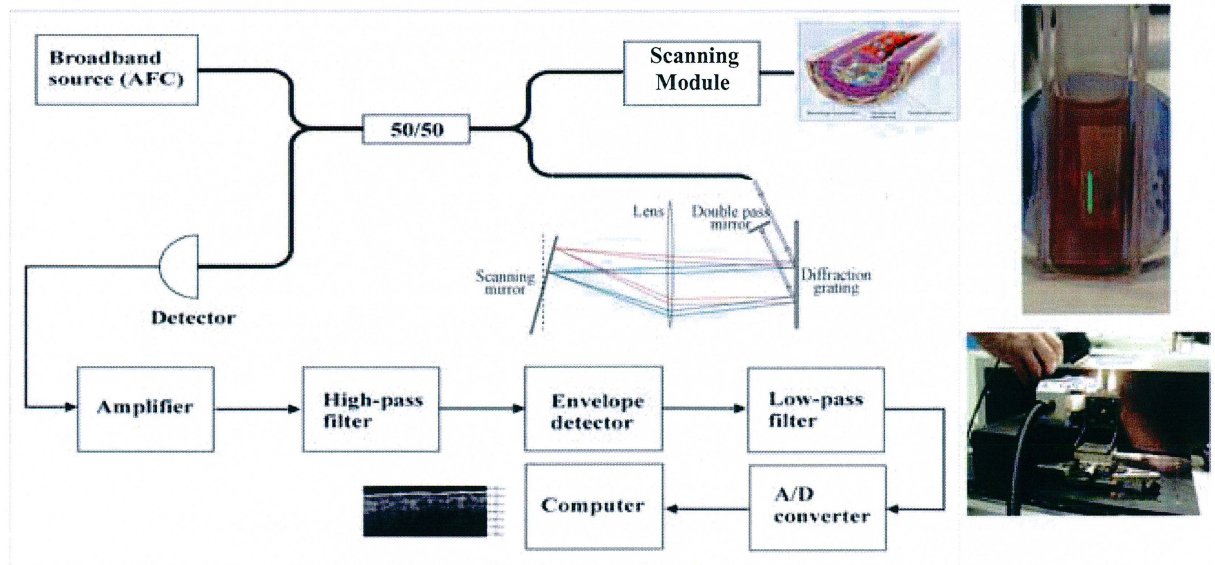 Broadband
source (AFC)
50/50
Scanning
Module
Lens
Double pass
mirror
Scanning
mirror
Diffraction
grating
Detector
Amplifier
High-pass
filter
Envelope
detector
Low-pass
filter
Computer
A/D
converter